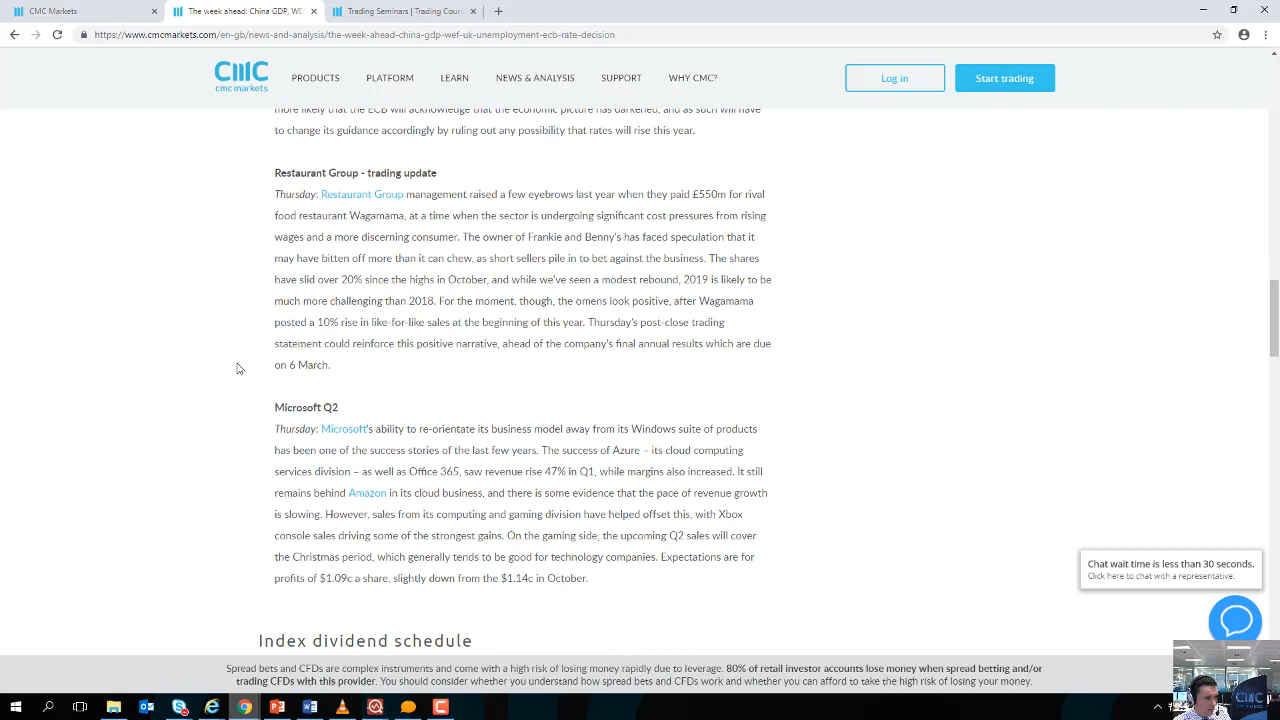 CMC Markets
The week ahead: China GDP, WE
Trading Seminars | Trading Cours
https://www.cmcmarkets.com/en-gb/news-and-analysis/the-week-ahead-china-gdp-wef-uk-unemployment-ecb-rate-decision
cmc markets
PRODUCTS PLATFORM LEARN NEWS & ANALYSIS SUPPORT WHY CMC? Log in Start trading
more likely that the ECB will acknowledge that the economic picture has darkened, and as such will have
to change its guidance accordingly by ruling out any possibility that rates will rise this year.
Restaurant Group - trading update
Thursday: Restaurant Group management raised a few eyebrows last year when they paid £550m for rival
food restaurant Wagamama, at a time when the sector is undergoing significant cost pressures from rising
wages and a more discerning consumer. The owner of Frankie and Benny's has faced speculation that it
may have bitten off more than it can chew, as short sellers pile in to bet against the business. The shares
have slid over 20% since the highs in October, and while we've seen a modest rebound, 2019 is likely to be
much more challenging than 2018. For the moment, though, the omens look positive, after Wagamama
posted a 10% rise in like-for-like sales at the beginning of this year. Thursday's post-close trading
statement could reinforce this positive narrative, ahead of the company's final annual results which are due
on 6 March.
Microsoft Q2
Thursday: Microsoft's ability to re-orientate its business model away from its Windows suite of products
has been one of the success stories of the last few years. The success of Azure – its cloud computing
services division – as well as Office 365, saw revenue rise 47% in Q1, while margins also increased. It still
remains behind Amazon in its cloud business, and there is some evidence that the pace of revenue growth
is slowing. However, sales from its computing and gaming division have helped offset this, with Xbox
console sales driving some of the strongest gains. On the gaming side, the upcoming Q2 sales will cover
the Christmas period, which generally tends to be good for technology companies. Expectations are for
profits of $1.09c a share, slightly down from the $1.14c in October.
Chat wait time is less than 30 seconds.
Click here to chat with a representative.
Index dividend schedule
Spread bets and CFDs are complex instruments and come with a high risk of losing money rapidly due to leverage. 80% of retail investor accounts lose money when spread betting and/or
trading CFDs with this provider. You should consider whether you understand how spread bets and CFDs work and whether you can afford to take the high risk of losing your money.